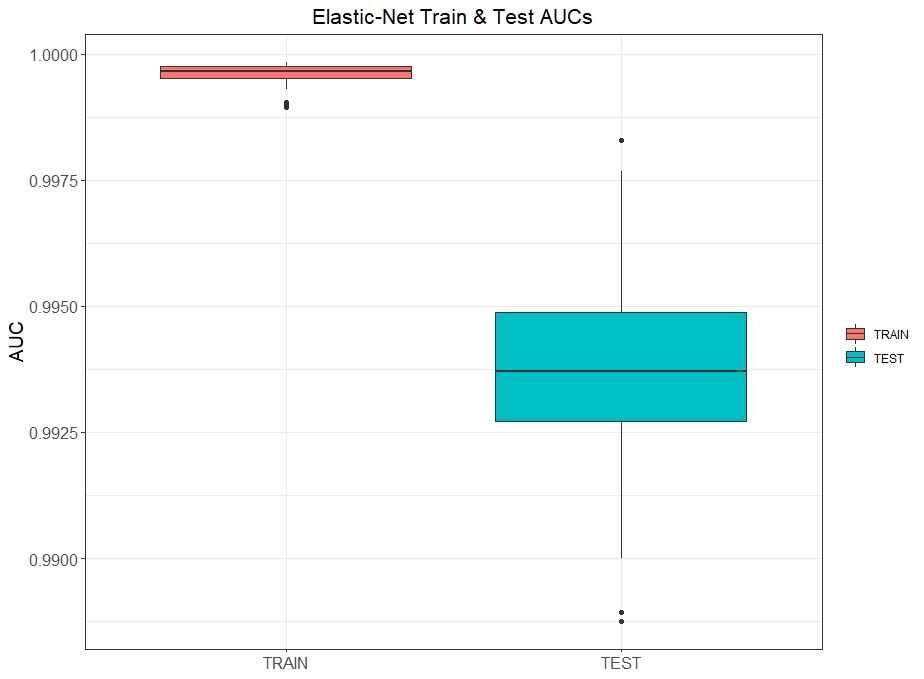 Elastic-Net Train & Test AUCs
1.0000
0.9975
0.9950
0.9925
0.9900
AUC
TRAIN
TEST
TRAIN
TEST